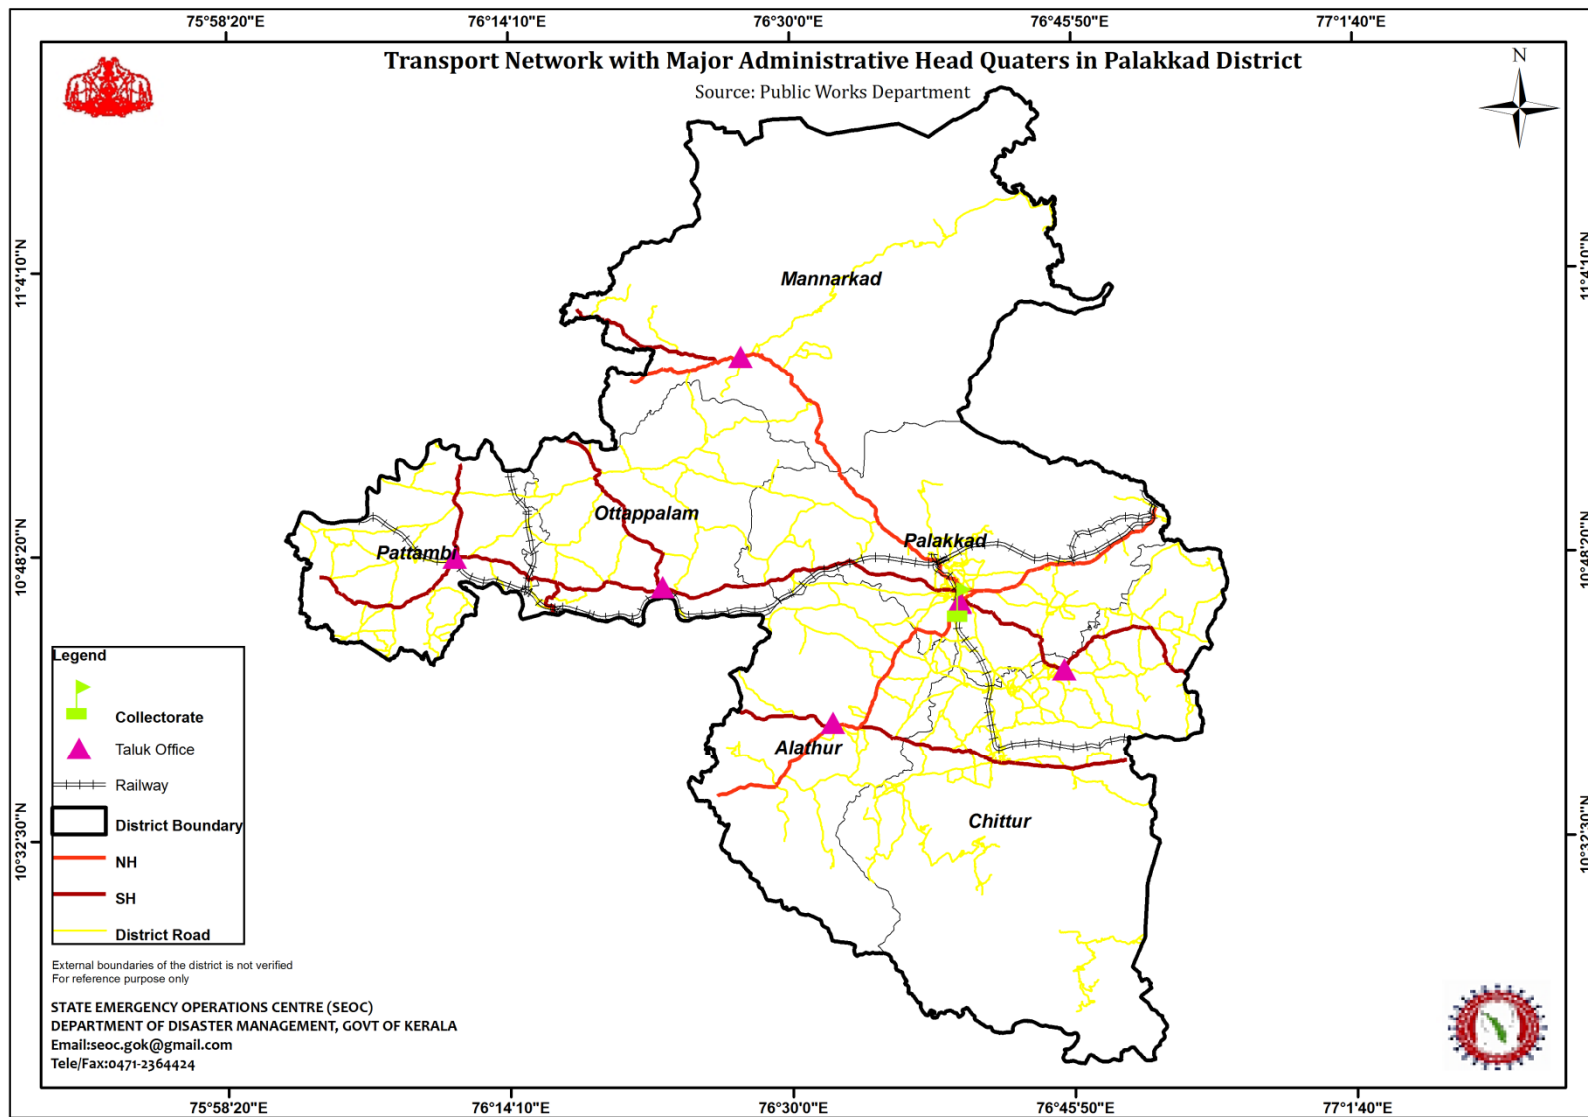 75°58'20"E 76°14'10"E 76°30'0"E 76°45'50"E 77°1'40"E
Transport Network with Major Administrative Head Quaters in Palakkad District
Source: Public Works Department
N
11°4'10"N 11°4'10"N
Mannarkad
Ottappalam
Palakkad
Pattambi
10°48'20"N 10°48'20"N
Alathur
Chittur
10°32'30"N 10°32'30"N
Legend
Collectorate
Taluk Office
Railway
District Boundary
NH
SH
District Road
External boundaries of the district is not verified
For reference purpose only
STATE EMERGENCY OPERATIONS CENTRE (SEOC)
DEPARTMENT OF DISASTER MANAGEMENT, GOVT OF KERALA
Email:seoc.gok@gmail.com
Tele/Fax:0471-2364424
75°58'20"E 76°14'10"E 76°30'0"E 76°45'50"E 77°1'40"E